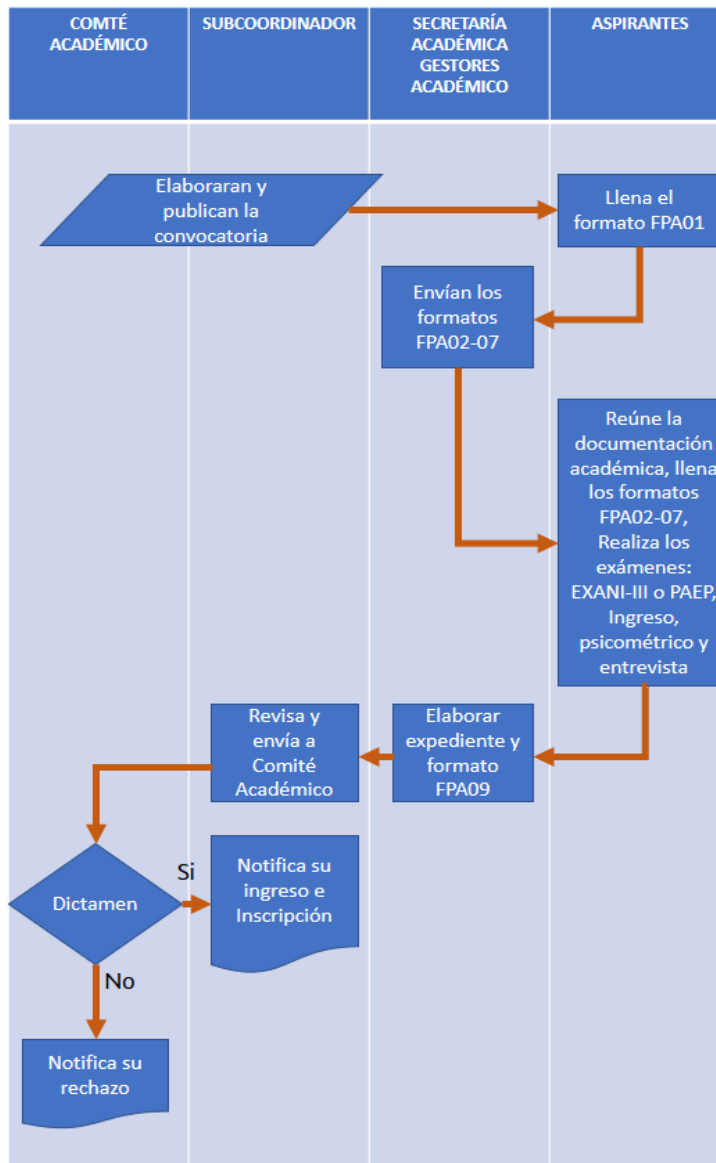 COMTÉ
ACADÉMICO
SUBCOORDINADOR
SECRETARÍA
ACADÉMICA
GESTORES
ACADÉMICO
ASPIRANTES
Elaboraran y
publican la
convocatoria
Llena el
formato FPA01
Envían los
formatos
FPA02-07
Reúne la
documentación
académica, llena
los formatos
FPA02-07,
Realiza los
exámenes:
EXANI-III o PAEP,
Ingreso,
psicométrico y
entrevista
Elaborar
expediente y
formato
FPA09
Revisa y
envía a
Comité
Académico
Dictamen
Si
Notifica su
ingreso e
Inscripción
No
Notifica su
rechazo